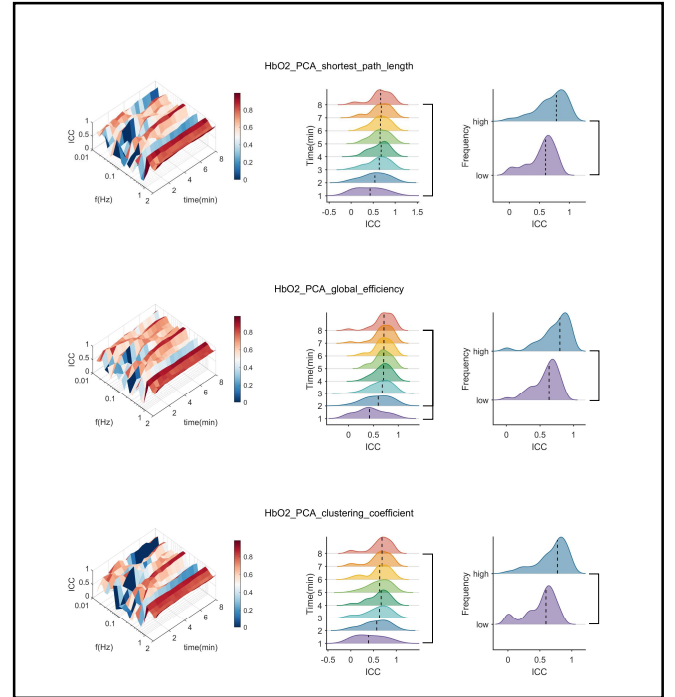 HbO2_PCA_shortest_path_length
ICC
1
0.5
0
0.01
0.1
1
2
f(Hz)
2
4
6
8
time(min)
0.8
0.6
0.4
0.2
0
Time(min)
8
7
6
5
4
3
2
1
-0.5 0 0.5 1 1.5
ICC
Frequency
high
low
0 0.5 1
ICC
HbO2_PCA_global_efficiency
ICC
1
0.5
0
0.01
0.1
1
2
f(Hz)
2
4
6
8
time(min)
0.8
0.6
0.4
0.2
0
Time(min)
8
7
6
5
4
3
2
1
0 0.5 1
ICC
Frequency
high
low
0 0.5 1
ICC
HbO2_PCA_clustering_coefficient
ICC
1
0.5
0
0.01
0.1
1
2
f(Hz)
2
4
6
8
time(min)
0.8
0.6
0.4
0.2
0
Time(min)
8
7
6
5
4
3
2
1
-0.5 0 0.5 1
ICC
Frequency
high
low
0 0.5 1
ICC